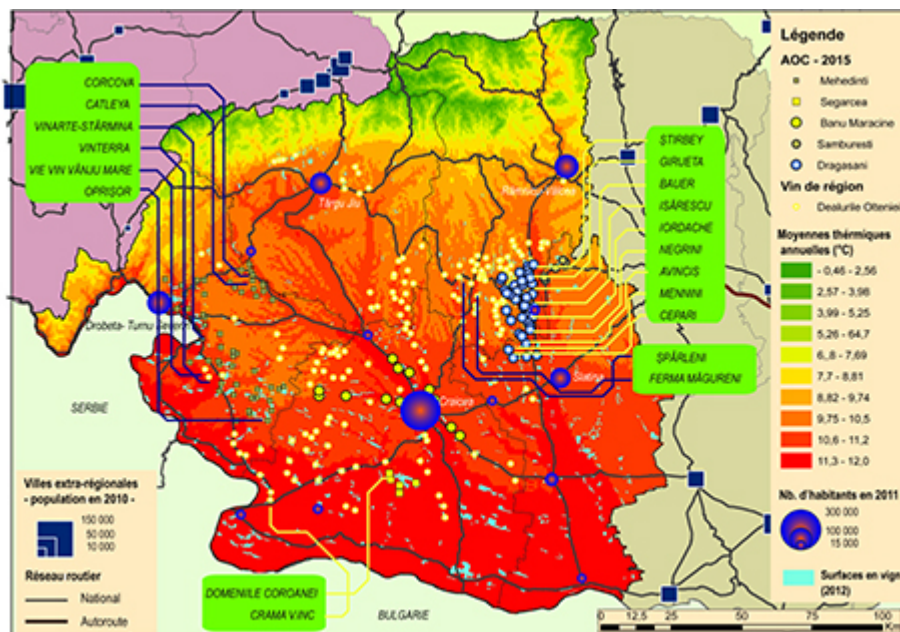 CORCOVA
CATLEYA
VINARTE-STÂRMINA
VINTERRA
VIE VIN VÂNJU MARE
OPRIȘOR
Târgu Jiu
Râmnicu Vâlcea
Drobeta- Turnu Severin
Craiova
Slatina
SERBIE
BULGARIE
ȘTIRBEY
GIRUETA
BAUER
ISĂRESCU
IORDACHE
NEGRINI
AVINCIS
MENNINI
CEPARI
ȘPÂRLENI
FERMA MĂGURENI
DOMENIILE COROANEI
CRAMA V.INC
Villes extra-régionales
- population en 2010 -
150 000
50 000
10 000
Réseau routier
National
Autoroute
Légende
AOC - 2015
Mehedinti
Segarcea
Banu Maracine
Samburesti
Dragasani
Vin de région
Dealurile Olteniei
Moyennes thérmiques
annuelles (°C)
- 0,46 - 2,56
2,57 - 3,98
3,99 - 5,25
5,26 - 64,7
6,,8 - 7,69
7,7 - 8,81
8,82 - 9,74
9,75 - 10,5
10,6 - 11,2
11,3 - 12,0
Nb. d'habitants en 2011
300 000
100 000
15 000
Surfaces en vigne
(2012)
0 12,5 25 50 75 100
Km